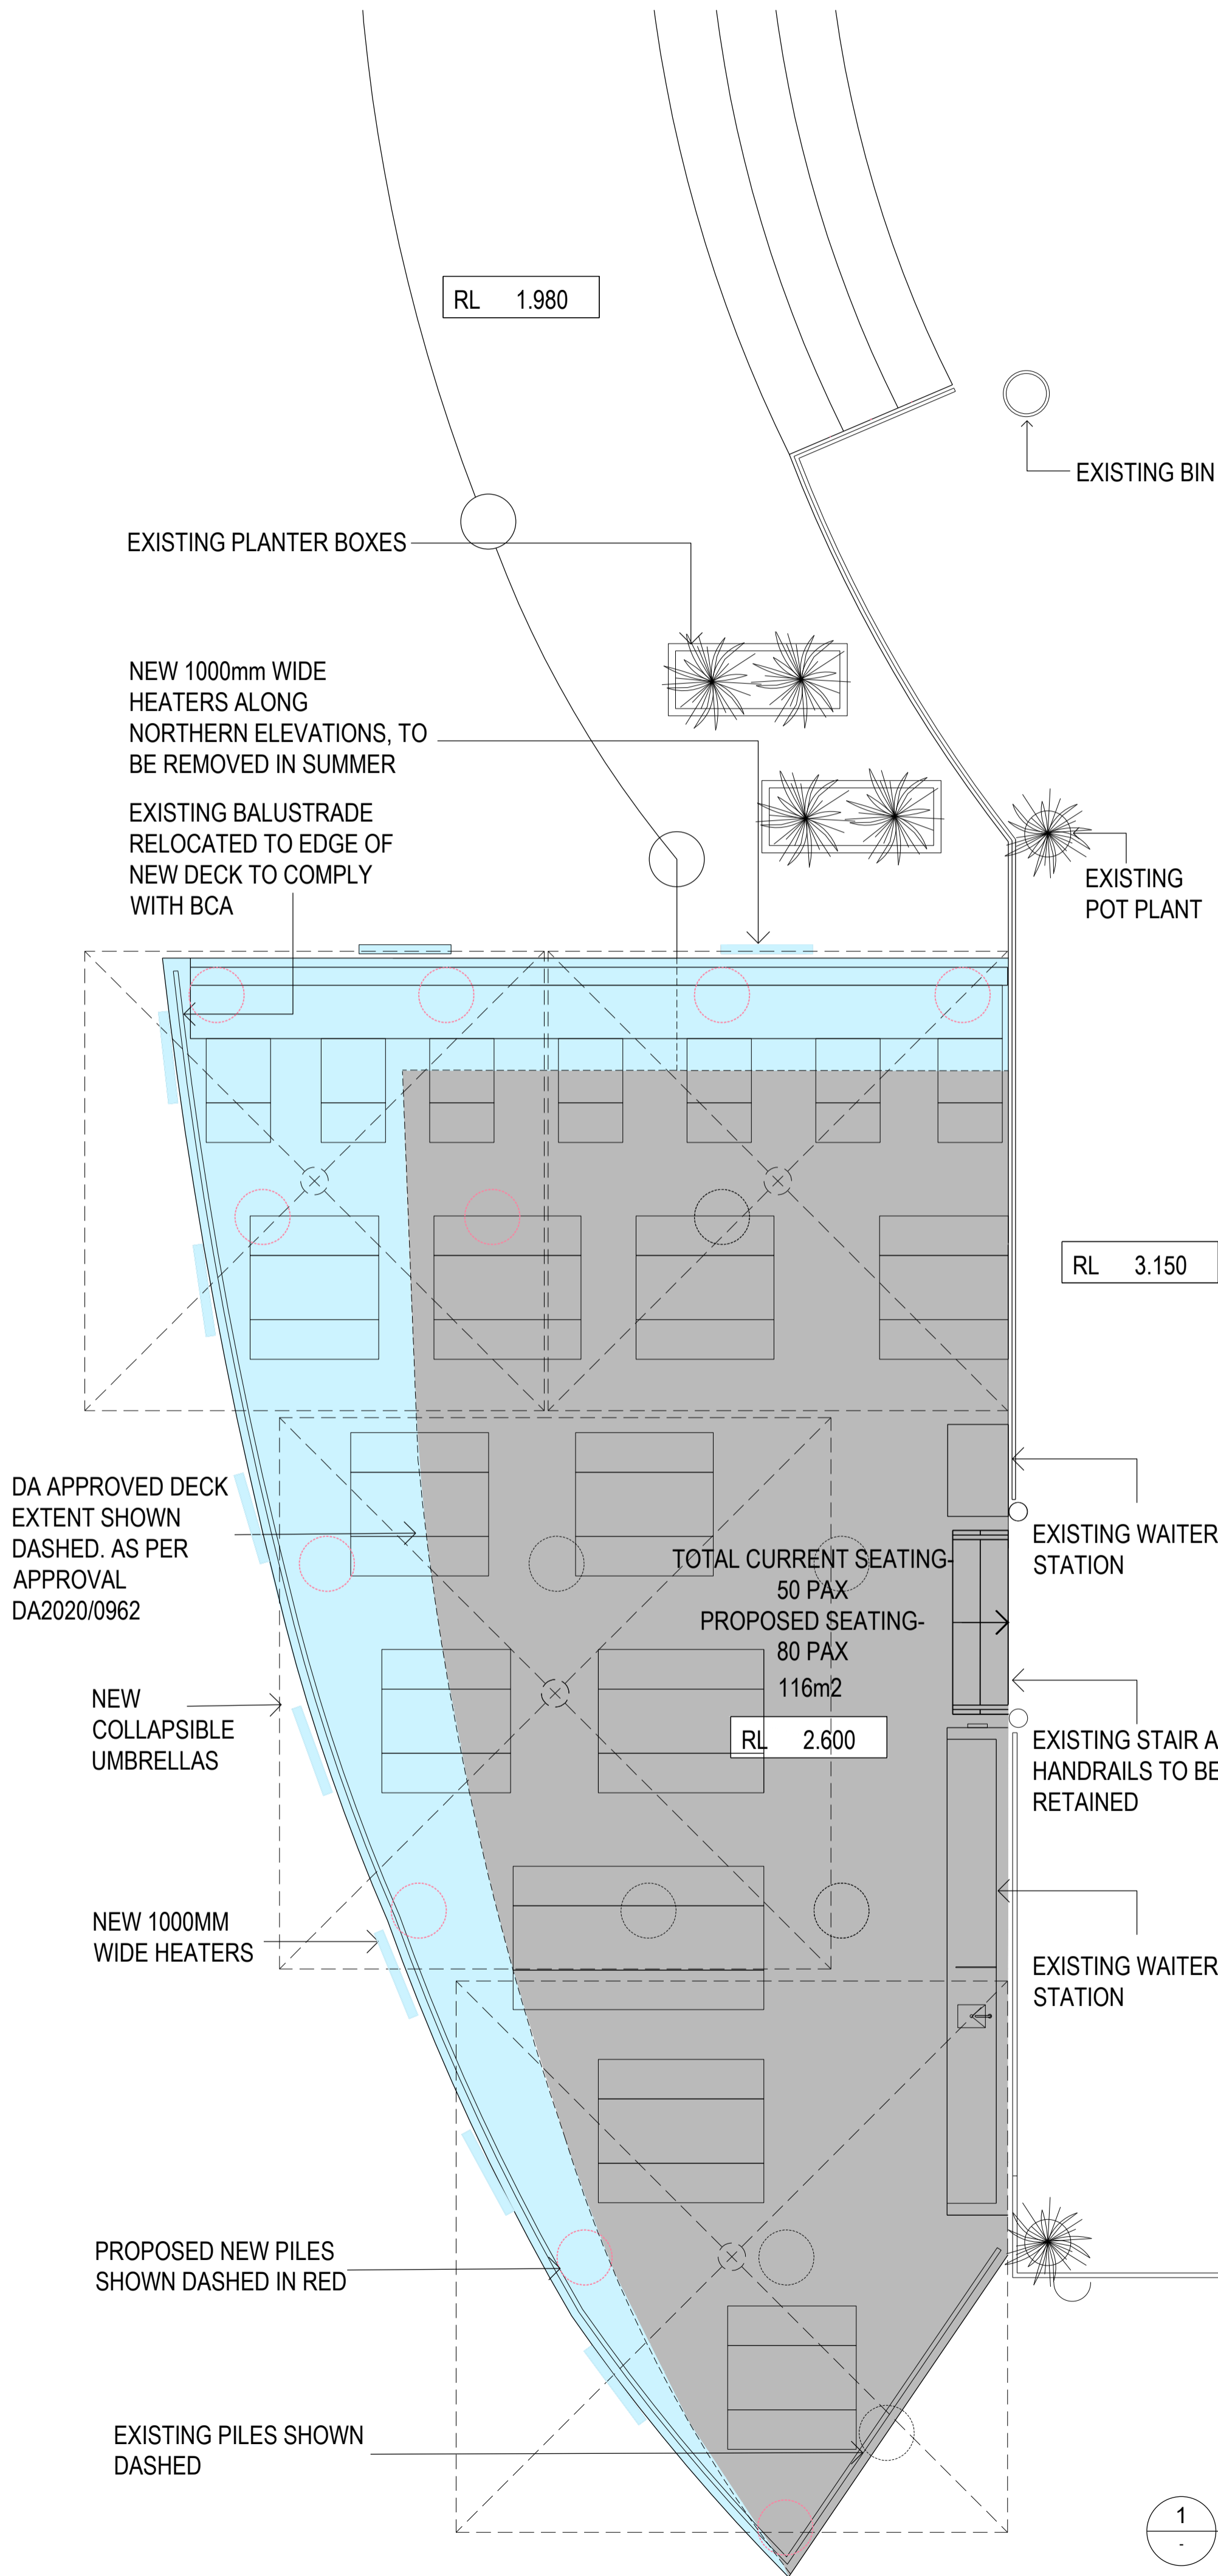 RL 1.980
EXISTING BIN
EXISTING PLANTER BOXES
NEW 1000mm WIDE
HEATERS ALONG
NORTHERN ELEVATIONS, TO
BE REMOVED IN SUMMER
EXISTING BALUSTRADE
RELOCATED TO EDGE OF
NEW DECK TO COMPLY
WITH BCA
EXISTING
POT PLANT
RL 3.150
DA APPROVED DECK
EXTENT SHOWN
DASHED. AS PER
APPROVAL
DA2020/0962
EXISTING WAITER
STATION
TOTAL CURRENT SEATING-
50 PAX
PROPOSED SEATING-
80 PAX
116m2
RL 2.600
NEW
COLLAPSIBLE
UMBRELLAS
EXISTING STAIR A
HANDRAILS TO BE
RETAINED
NEW 1000MM
WIDE HEATERS
EXISTING WAITER
STATION
PROPOSED NEW PILES
SHOWN DASHED IN RED
EXISTING PILES SHOWN
DASHED
1
-